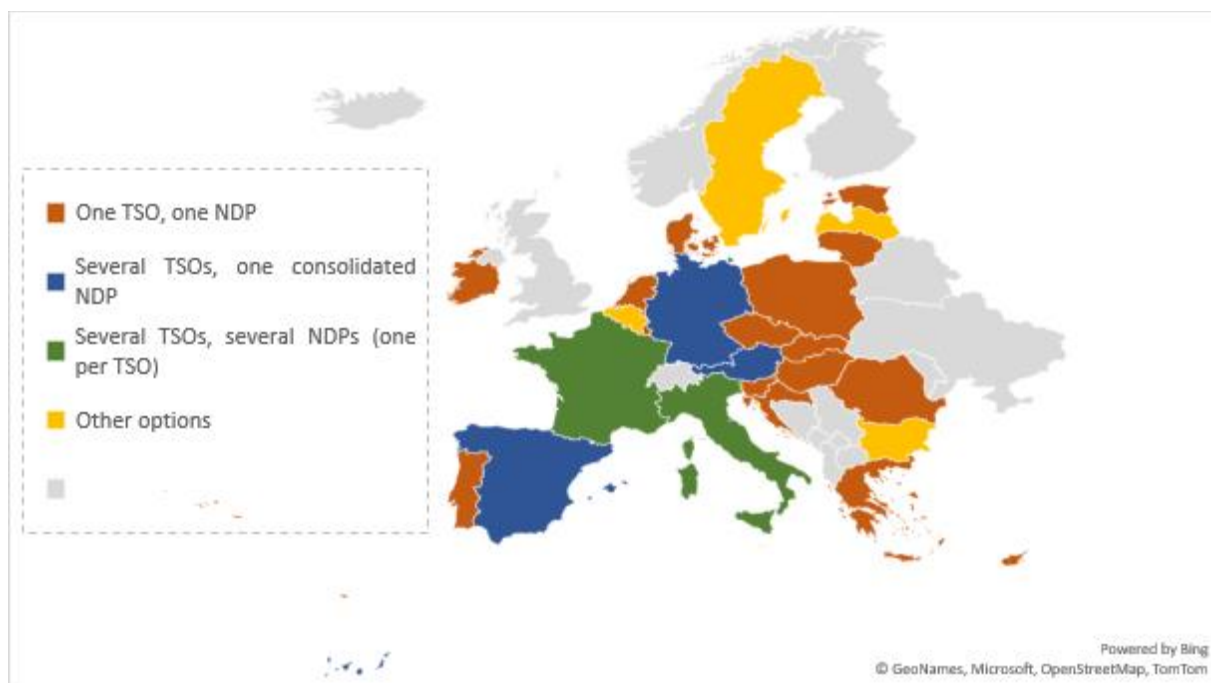 One TSO, one NDP
Several TSOs, one consolidated
NDP
Several TSOs, several NDPs (one
per TSO)
Other options
Powered by Bing
© GeoNames, Microsoft, OpenStreetMap, TomTom